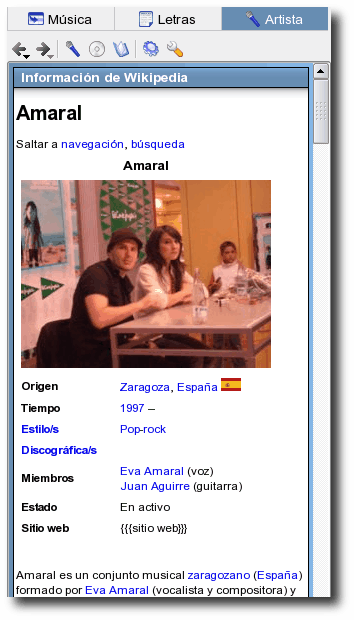 Música Letras Artista
Información de Wikipedia
Amaral
Saltar a navegación, búsqueda
Amaral
Origen Zaragoza, España
Tiempo 1997 –
Estilo/s Pop-rock
Discográfica/s
Miembros Eva Amaral (voz)
Juan Aguirre (guitarra)
Estado En activo
Sitio web {{{sitio web}}}
Amaral es un conjunto musical zaragozano (España)
formado por Eva Amaral (vocalista y compositora) y